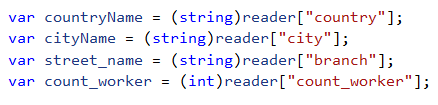 var countryName = (string)reader["country"];
var cityName = (string)reader["city"];
var street_name = (string)reader["branch"];
var count_worker = (int)reader["count_worker"];